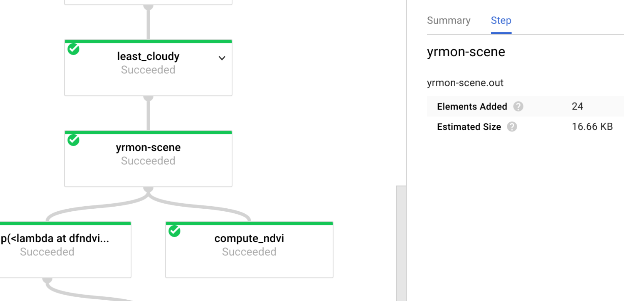 least_cloudy
Succeeded
yrmon-scene
Succeeded
p(<lambda at dfndvi...
Succeeded
compute_ndvi
Succeeded
Summary
Step
yrmon-scene
yrmon-scene.out
Elements Added ? 24
Estimated Size ? 16.66 KB